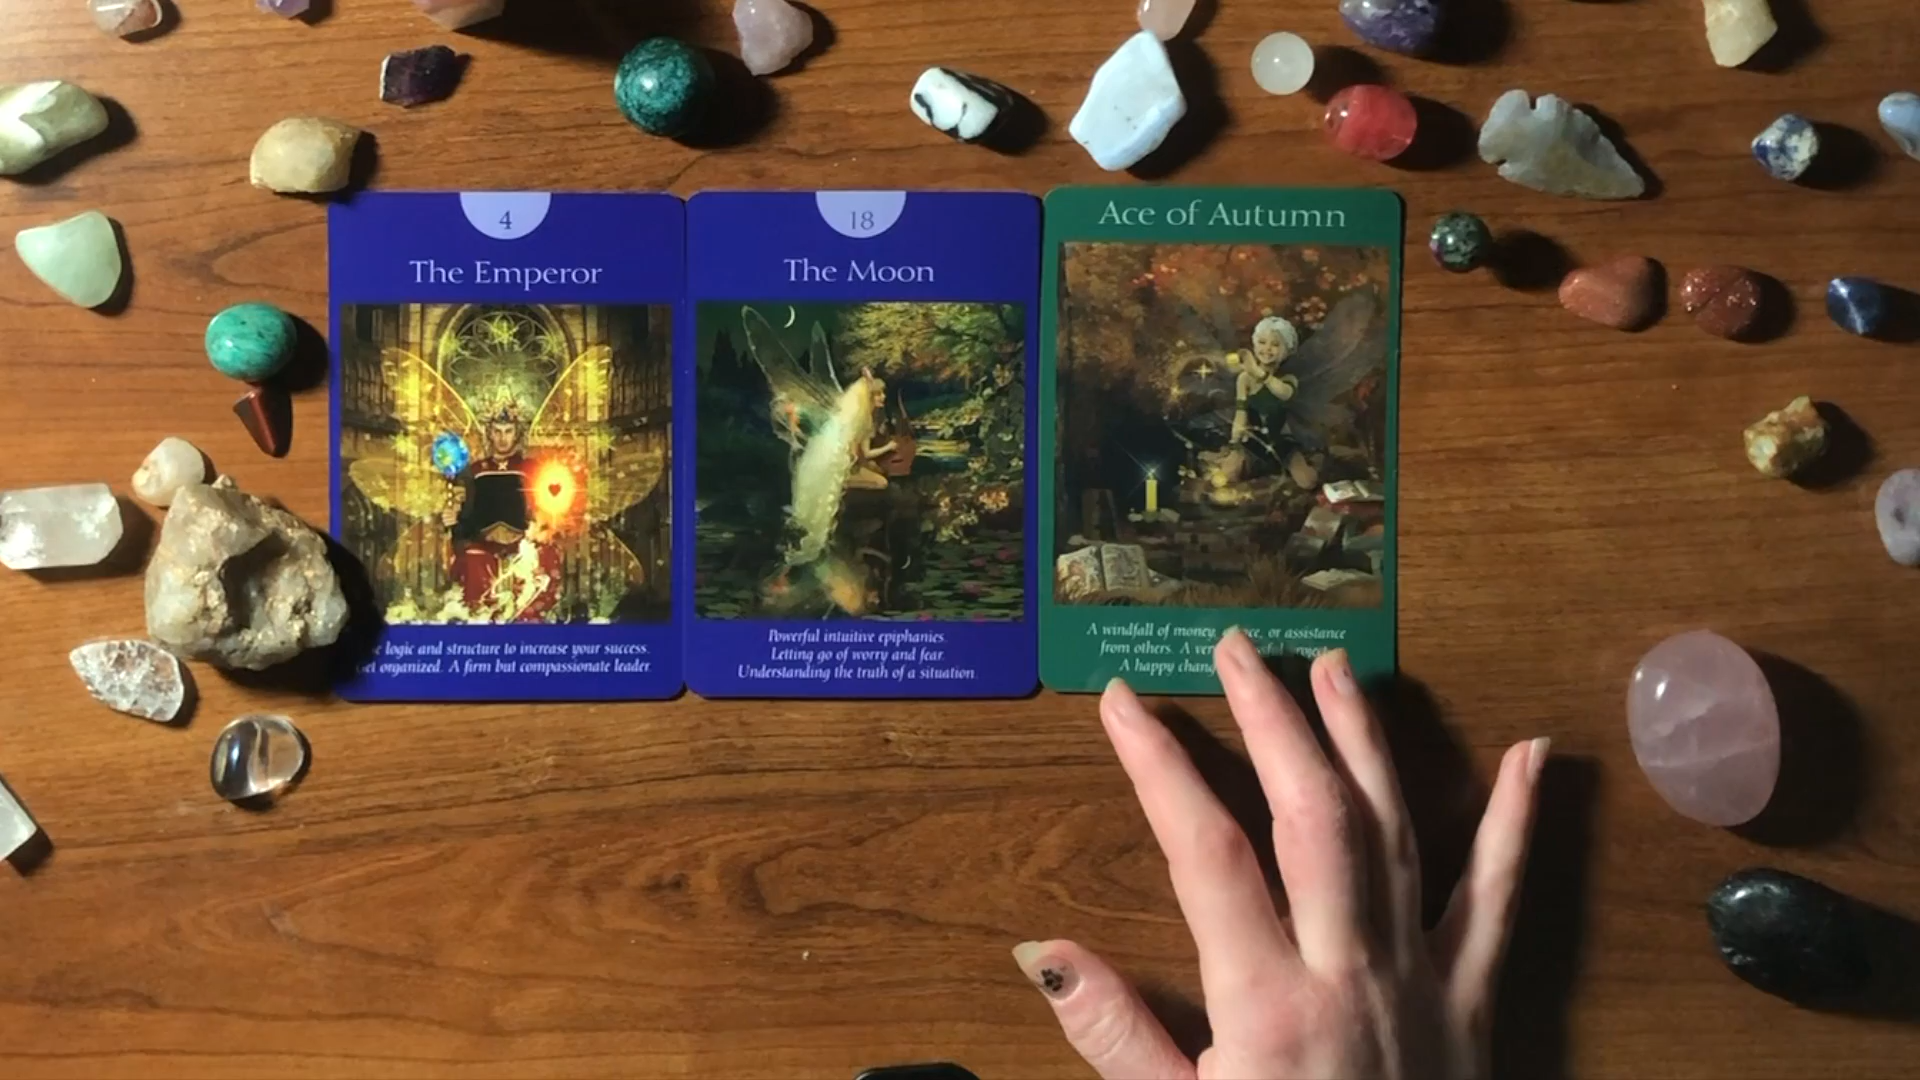 4
The Emperor
logic and structure to increase your success.
Get organized. A firm but compassionate leader.
18
The Moon
Powerful intuitive epiphanies.
Letting go of worry and fear.
Understanding the truth of a situation.
Ace of Autumn
A windfall of money, or assistance
from others. A very
A happy